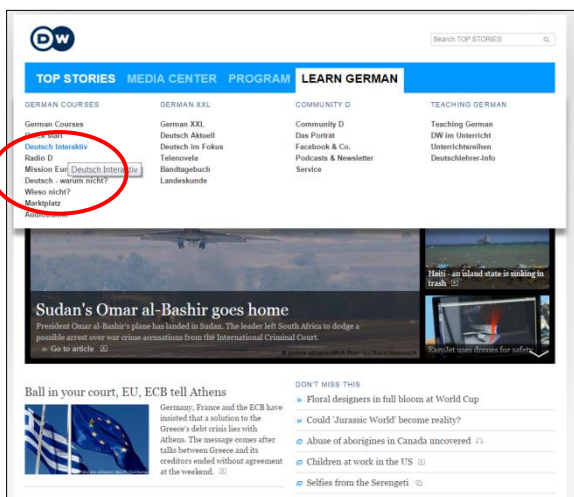 DW
Search TOP STORIES
TOP STORIES MEDIA CENTER PROGRAM LEARN GERMAN
GERMAN COURSES
German Courses
Quick start
Deutsch Interaktiv
Radio D
Mission Eur
Deutsch Interaktiv
Deutsch - warum nicht?
Wieso nicht?
Marktplatz
Audiotrainer
GERMAN XXL
German XXL
Deutsch Aktuell
Deutsch im Fokus
Telenovela
Bandtagebuch
Landeskunde
COMMUNITY D
Community D
Das Porträt
Facebook & Co.
Podcasts & Newsletter
Service
TEACHING GERMAN
Teaching German
DW im Unterricht
Unterrichtsreihen
Deutschlehrer-Info
Sudan's Omar al-Bashir goes home
President Omar al-Bashir's plane has landed in Sudan. The leader left South Africa to dodge a
possible arrest over war crime accusations from the International Criminal Court.
» Go to article
Haiti - an island state is sinking in
trash
EasyJet uses drones for safety
Ball in your court, EU, ECB tell Athens
Germany, France and the ECB have
insisted that a solution to the
Greece's debt crisis lies with
Athens. The message comes after
talks between Greece and its
creditors ended without agreement
at the weekend.
DON'T MISS THIS
» Floral designers in full bloom at World Cup
» Could 'Jurassic World' become reality?
Abuse of aborigines in Canada uncovered
Children at work in the US
Selfies from the Serengeti